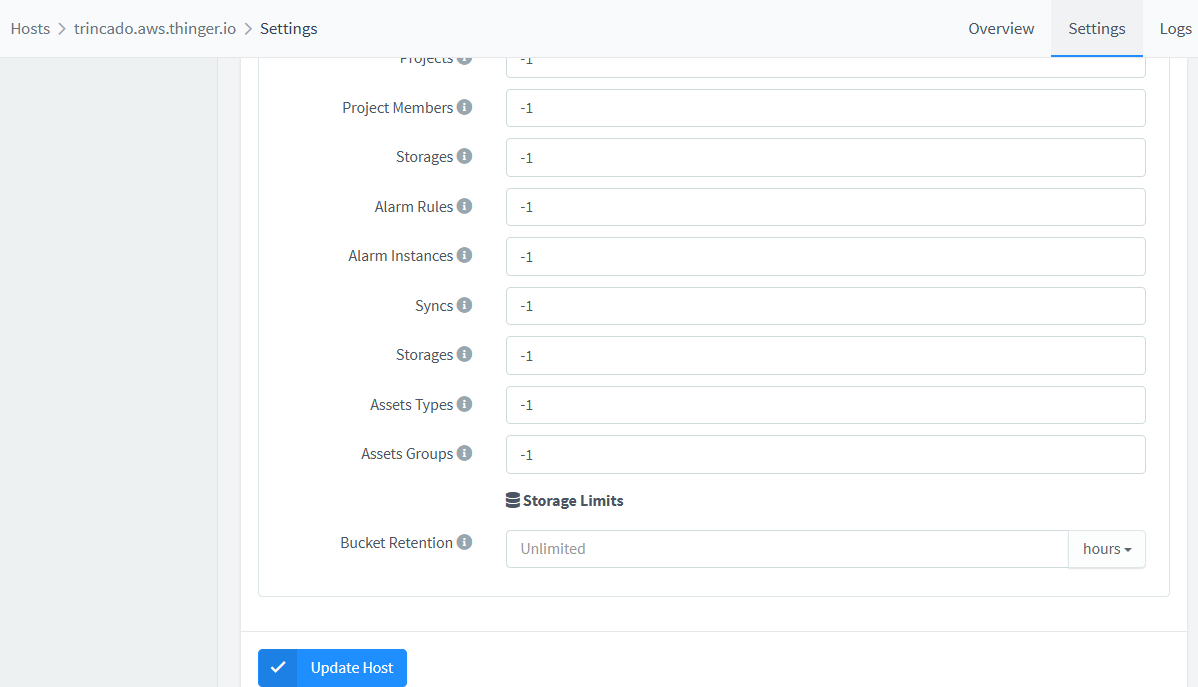 Hosts > trincado.aws.thinger.io > Settings
Overview Settings Logs
Projects -1
Project Members -1
Storages -1
Alarm Rules -1
Alarm Instances -1
Syncs -1
Storages -1
Assets Types -1
Assets Groups -1
Storage Limits
Bucket Retention Unlimited hours
Update Host